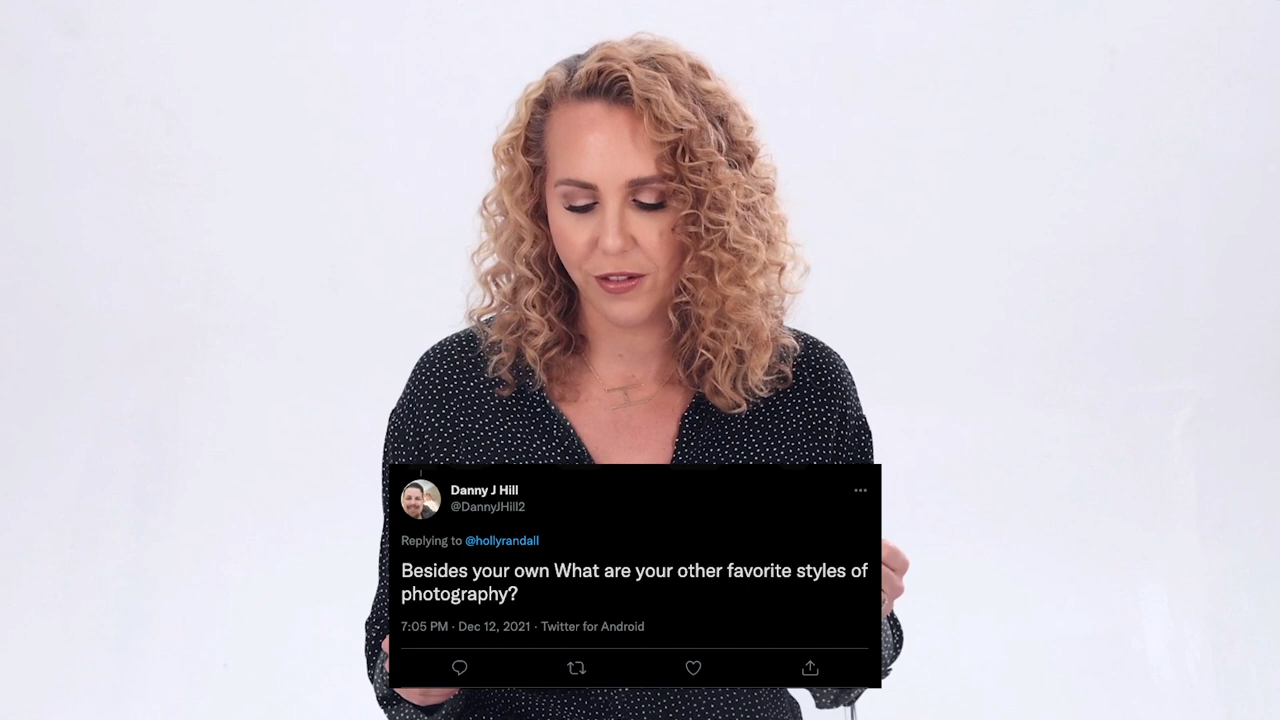 Danny J Hill
@DannyJHill2
Replying to @hollyrandall
Besides your own What are your other favorite styles of
photography?
7:05 PM · Dec 12, 2021 · Twitter for Android